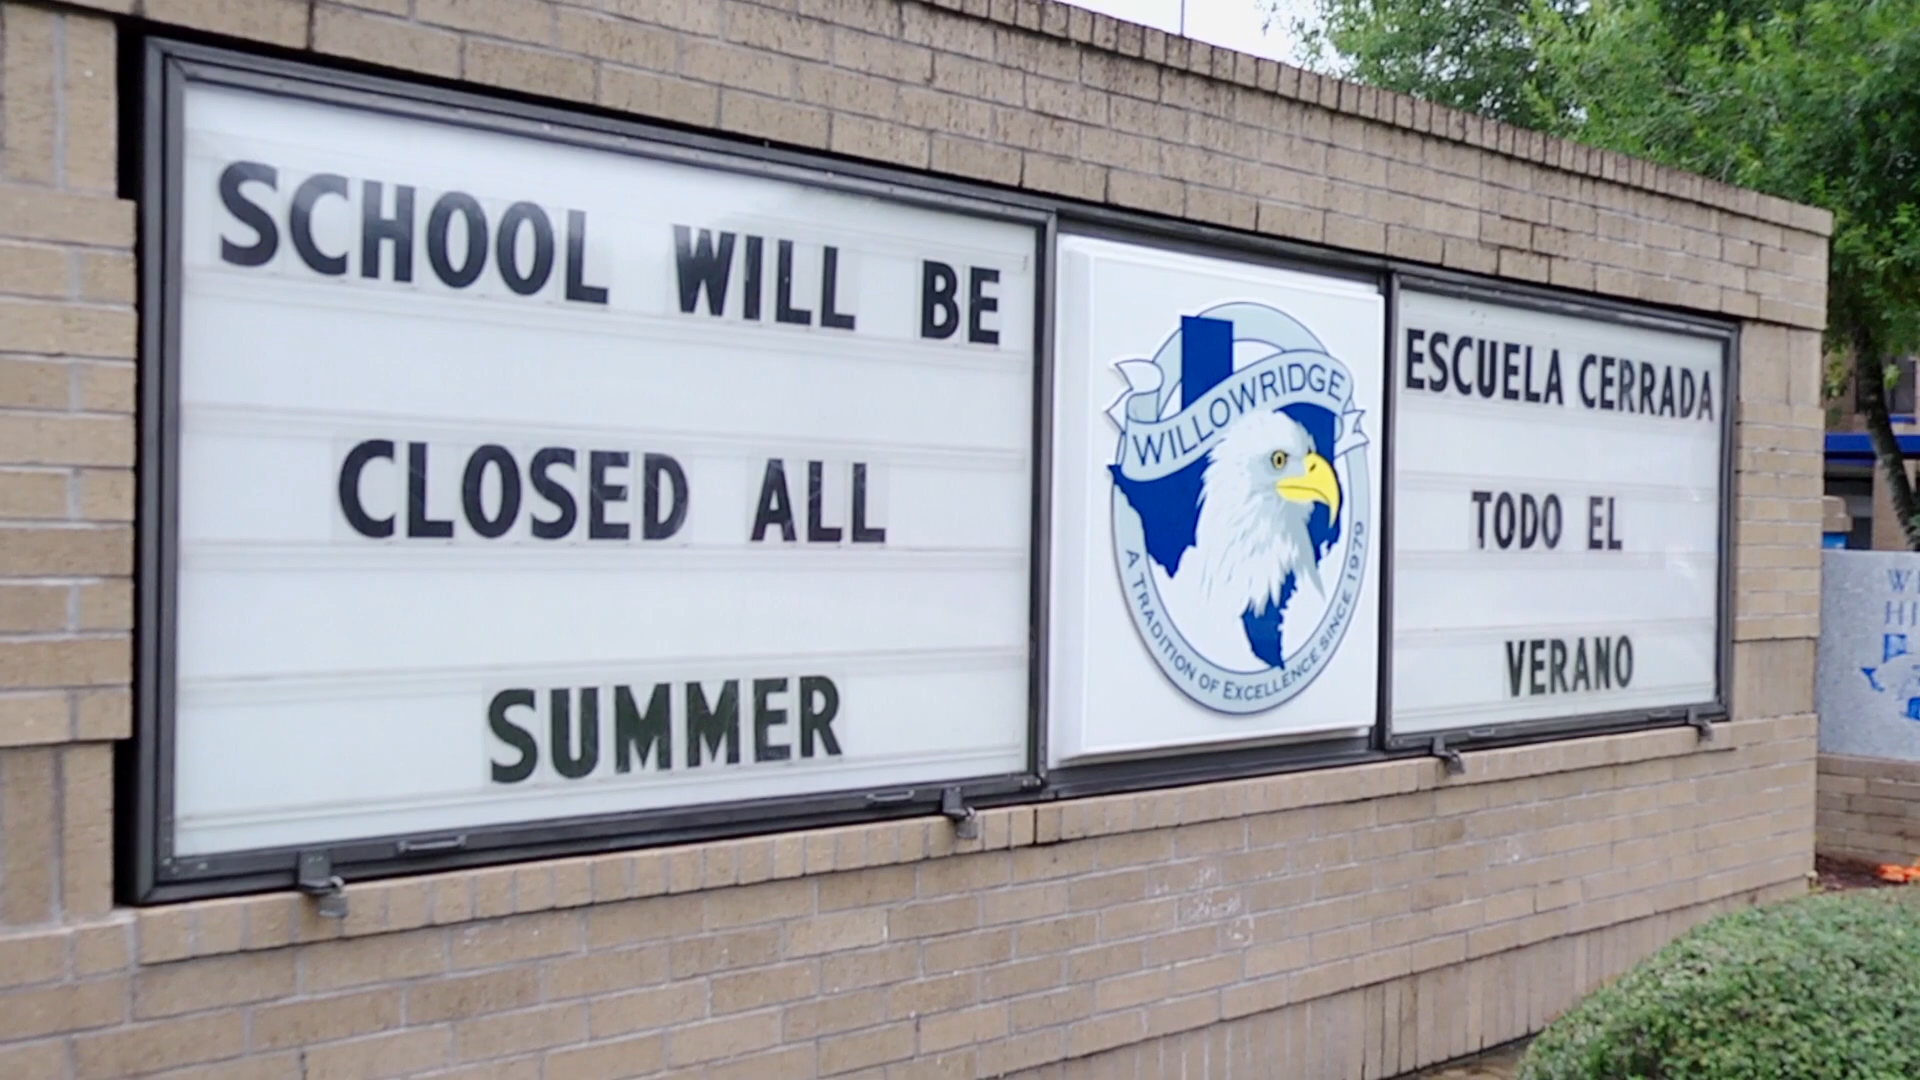 SCHOOL WILL BE
CLOSED ALL
SUMMER
WILLOWRIDGE
A TRADITION OF EXCELLENCE SINCE 1979
ESCUELA CERRADA
TODO EL
VERANO